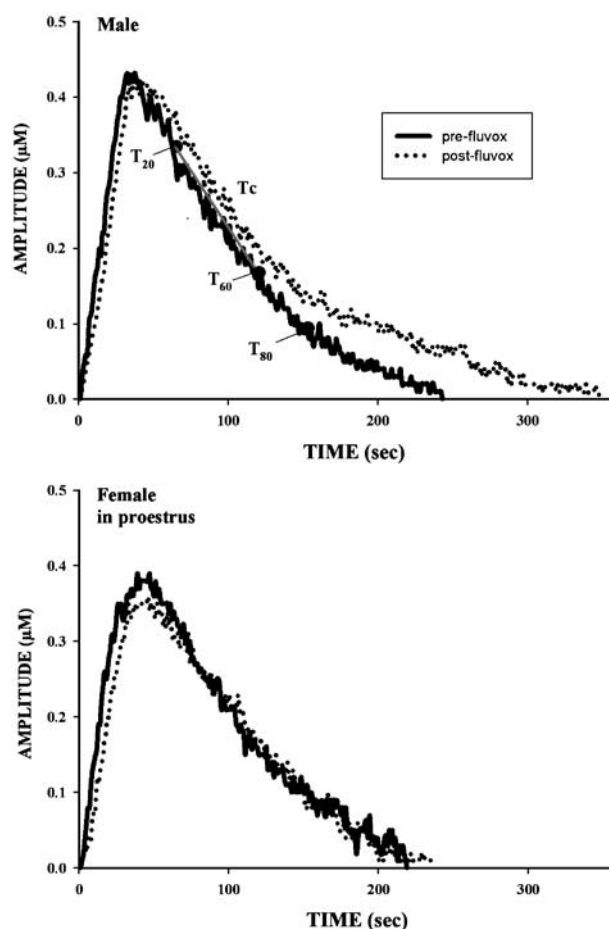 Male
0.5
0.4
0.3
0.2
0.1
0.0
AMPLITUDE (µM)
pre-fluvox
post-fluvox
T20
Tc
T60
T80
0
100
200
300
TIME (sec)
Female
in proestrus
0.5
0.4
0.3
0.2
0.1
0.0
AMPLITUDE (µM)
0
100
200
300
TIME (sec)